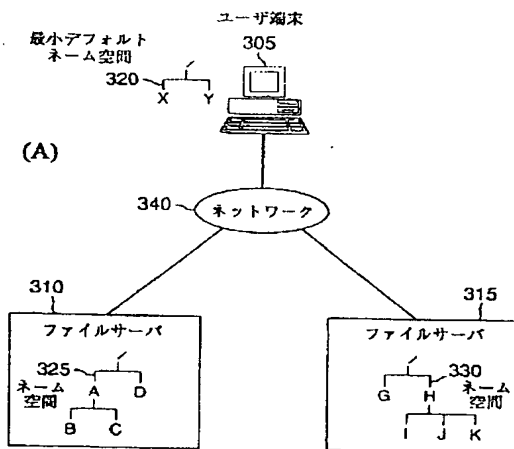 ユーザ端末
305
最小デフォルト
ネーム空間
320
/
X Y
(A)
340
ネットワーク
310
315
ファイルサーバ
ファイルサーバ
325
/
ネーム
空間
A D
B C
/
330
G H
ネーム
空間
I J K